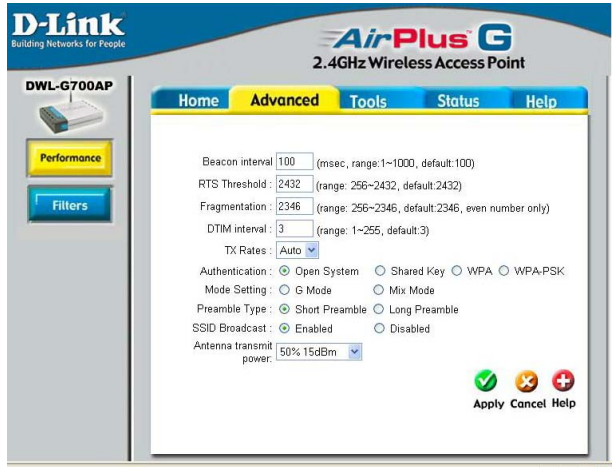 D-Link
Building Networks for People
AirPlus G
2.4GHz Wireless Access Point
DWL-G700AP
Home Advanced Tools Status Help
Performance
Filters
Beacon interval 100 (msec, range:1~1000, default:100)
RTS Threshold : 2432 (range: 256~2432, default:2432)
Fragmentation : 2346 (range: 256~2346, default:2346, even number only)
DTIM interval : 3 (range: 1~255, default:3)
TX Rates : Auto
Authentication : Open System Shared Key WPA WPA-PSK
Mode Setting : G Mode Mix Mode
Preamble Type : Short Preamble Long Preamble
SSID Broadcast : Enabled Disabled
Antenna transmit
power: 50% 15dBm
Apply Cancel Help